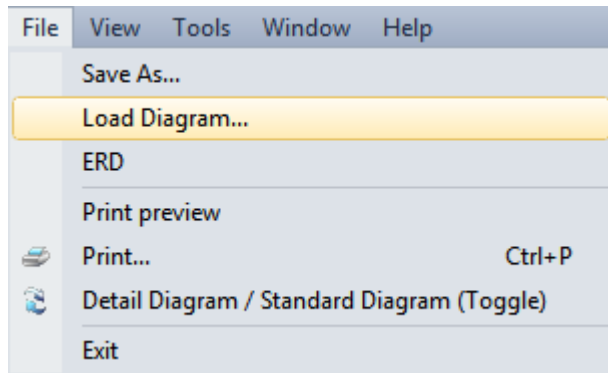 File View Tools Window Help
Save As...
Load Diagram...
ERD
Print preview
Print... Ctrl+P
Detail Diagram / Standard Diagram (Toggle)
Exit